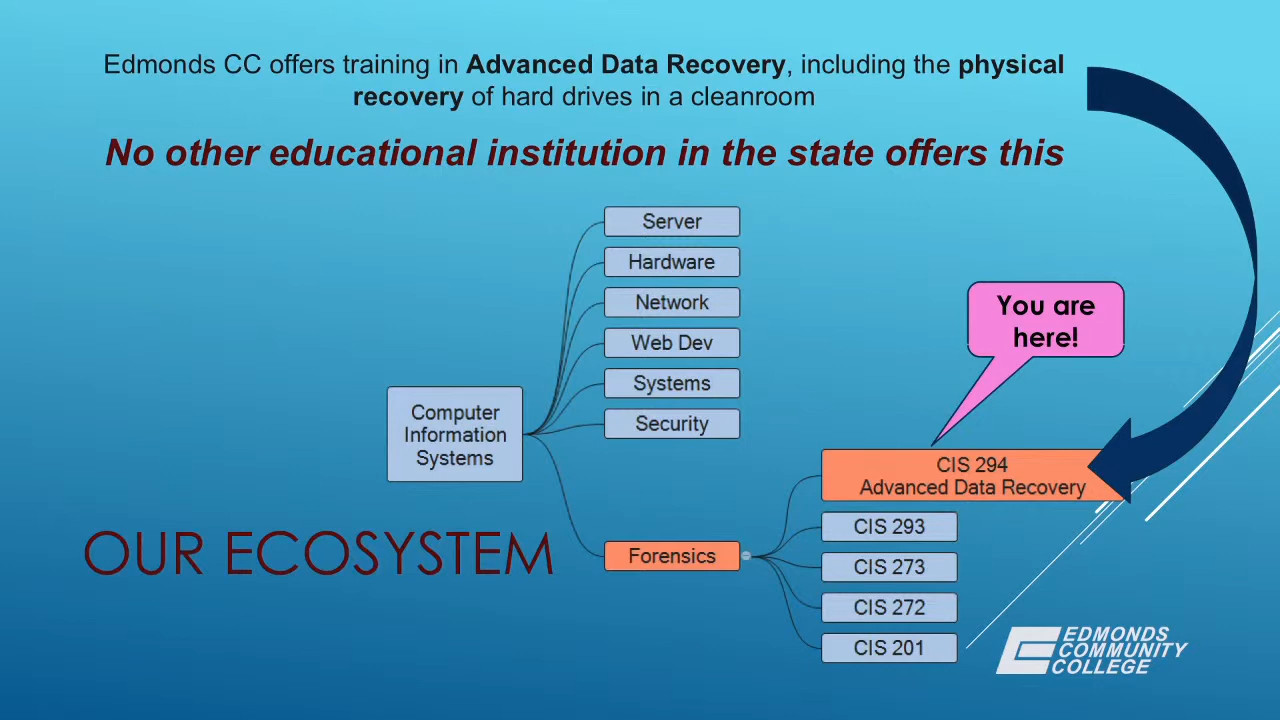 Edmonds CC offers training in Advanced Data Recovery, including the physical
recovery of hard drives in a cleanroom
No other educational institution in the state offers this
Server
Hardware
Network
Web Dev
Systems
Security
You are
here!
Computer
Information
Systems
CIS 294
Advanced Data Recovery
CIS 293
OUR ECOSYSTEM
Forensics
CIS 273
CIS 272
CIS 201
EDMONDS
COMMUNITY
COLLEGE